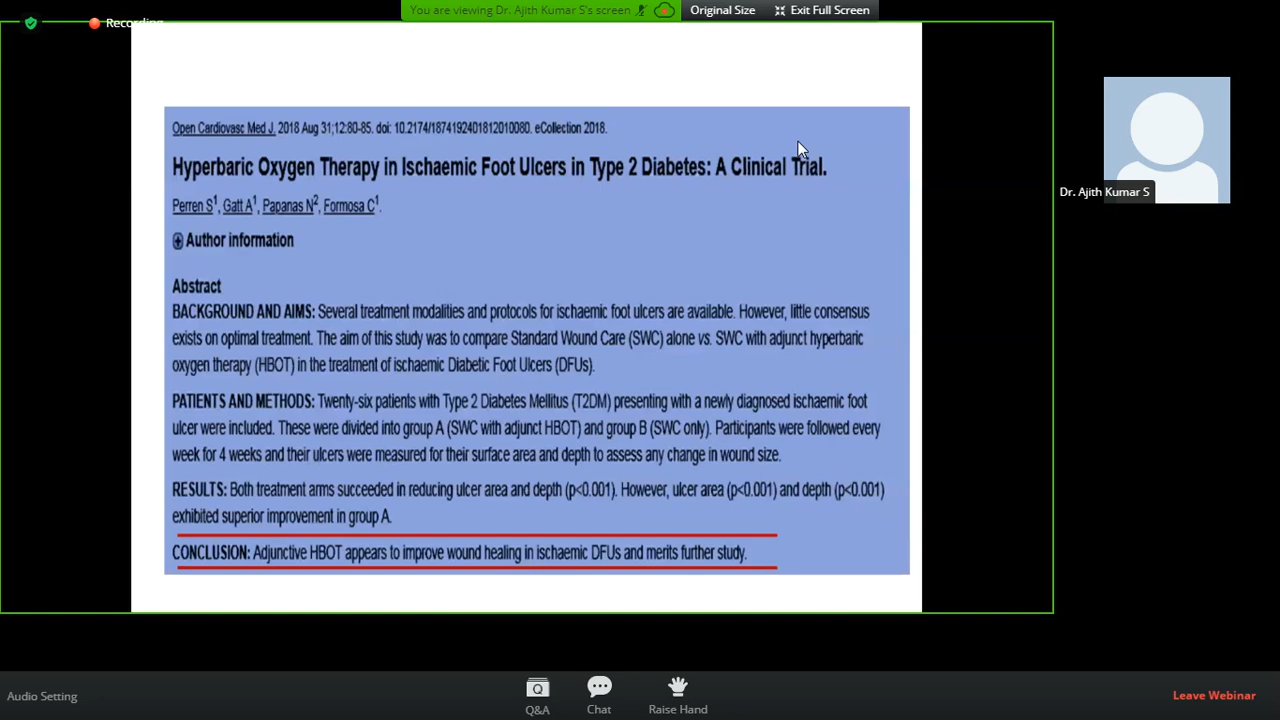 You are viewing Dr. Ajith Kumar S's screen
Original Size
Exit Full Screen
Recording
Open Cardiovasc Med J. 2018 Aug 31;12:80-85. doi: 10.2174/1874192401812010080. eCollection 2018.
Hyperbaric Oxygen Therapy in Ischaemic Foot Ulcers in Type 2 Diabetes: A Clinical Trial.
Perren S1, Gatt A1, Papanas N2, Formosa C1.
Author information
Abstract
BACKGROUND AND AIMS: Several treatment modalities and protocols for ischaemic foot ulcers are available. However, little consensus
exists on optimal treatment. The aim of this study was to compare Standard Wound Care (SWC) alone vs. SWC with adjunct hyperbaric
oxygen therapy (HBOT) in the treatment of ischaemic Diabetic Foot Ulcers (DFUs).
PATIENTS AND METHODS: Twenty-six patients with Type 2 Diabetes Mellitus (T2DM) presenting with a newly diagnosed ischaemic foot
ulcer were included. These were divided into group A (SWC with adjunct HBOT) and group B (SWC only). Participants were followed every
week for 4 weeks and their ulcers were measured for their surface area and depth to assess any change in wound size.
RESULTS: Both treatment arms succeeded in reducing ulcer area and depth (p<0.001). However, ulcer area (p<0.001) and depth (p<0.001)
exhibited superior improvement in group A.
CONCLUSION: Adjunctive HBOT appears to improve wound healing in ischaemic DFUs and merits further study.
Dr. Ajith Kumar S
Audio Setting
Q&A
Chat
Raise Hand
Leave Webinar